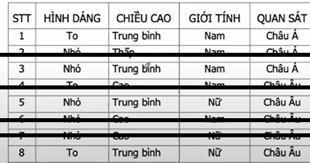 STT HÌNH DÁNG CHIỀU CAO GIỚI TÍNH QUAN SÁT
1 To Trung bình Nam Châu Á
2 Nhỏ Thấp Nam Châu Á
3 Nhỏ Trung bình Nam Châu Á
4 To Cao Nam Châu Âu
5 Nhỏ Trung bình Nữ Châu Âu
6 Nhỏ Cao Nam Châu Âu
7 Nhỏ Cao Nữ Châu Âu
8 To Trung bình Nữ Châu Âu